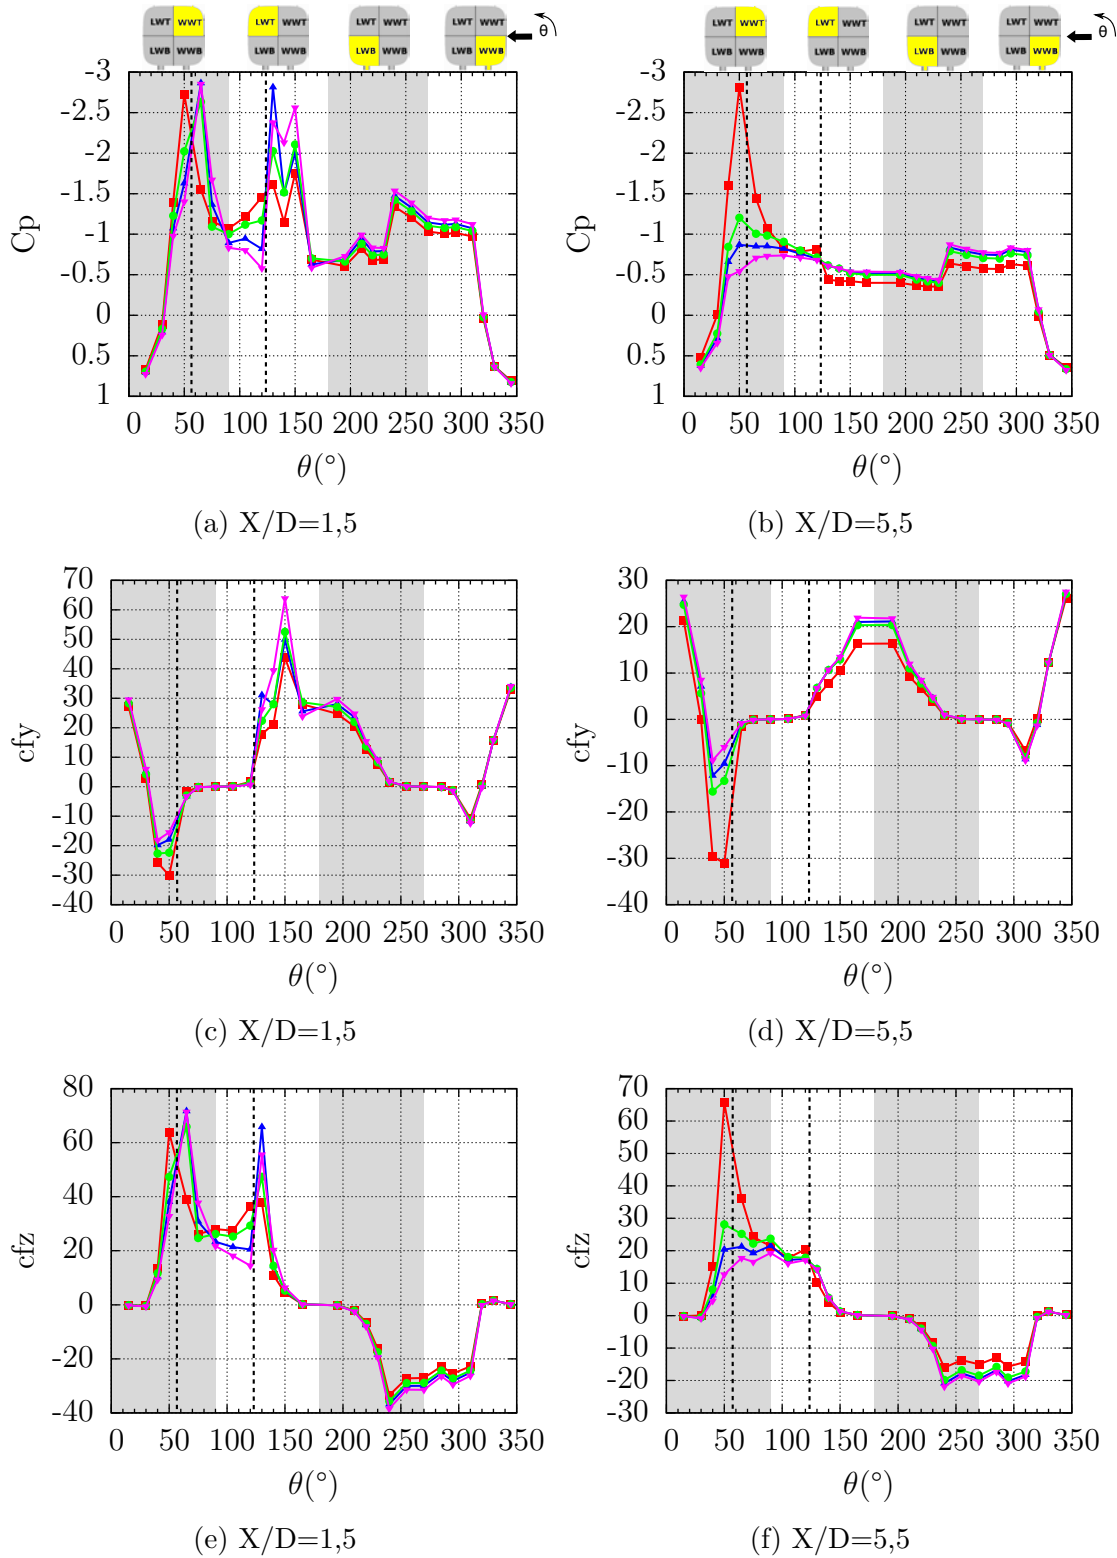 LWT WWT LWT WWT LWT WWT LWT WWT θ
LWB WWB LWB WWB LWB WWB LWB WWB
LWT WWT LWT WWT LWT WWT LWT WWT θ
LWB WWB LWB WWB LWB WWB LWB WWB
-3
-2.5
-2
-1.5
-1
-0.5
0
0.5
1
Cp
0 50 100 150 200 250 300 350
θ(°)
(a) X/D=1,5
-3
-2.5
-2
-1.5
-1
-0.5
0
0.5
1
Cp
0 50 100 150 200 250 300 350
θ(°)
(b) X/D=5,5
70
60
50
40
30
20
10
0
-10
-20
-30
-40
cfy
0 50 100 150 200 250 300 350
θ(°)
(c) X/D=1,5
30
20
10
0
-10
-20
-30
-40
cfy
0 50 100 150 200 250 300 350
θ(°)
(d) X/D=5,5
80
60
40
20
0
-20
-40
cfz
0 50 100 150 200 250 300 350
θ(°)
(e) X/D=1,5
70
60
50
40
30
20
10
0
-10
-20
-30
cfz
0 50 100 150 200 250 300 350
θ(°)
(f) X/D=5,5